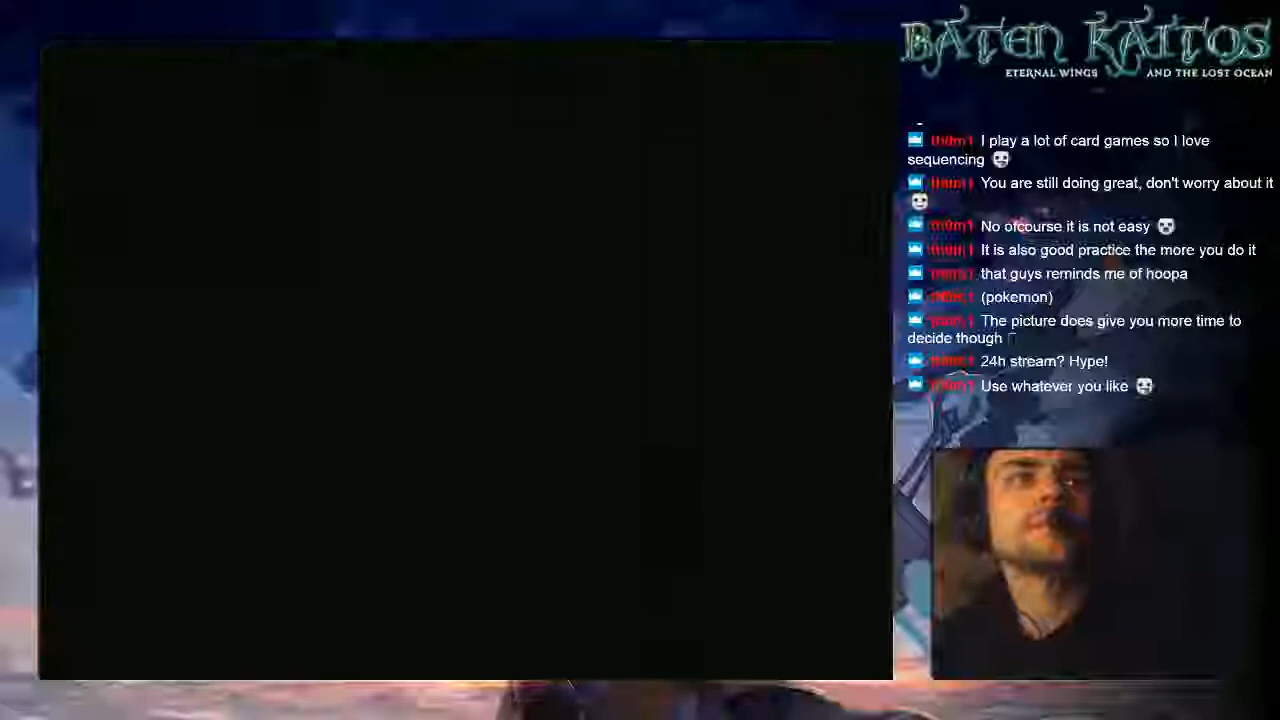 BATEN KAITOS
ETERNAL WINGS AND THE LOST OCEAN
I play a lot of card games so I love
sequencing
You are still doing great, don't worry about it
No ofcourse it is not easy
It is also good practice the more you do it
that guys reminds me of hoopa
(pokemon)
The picture does give you more time to
decide though
24h stream? Hype!
Use whatever you like